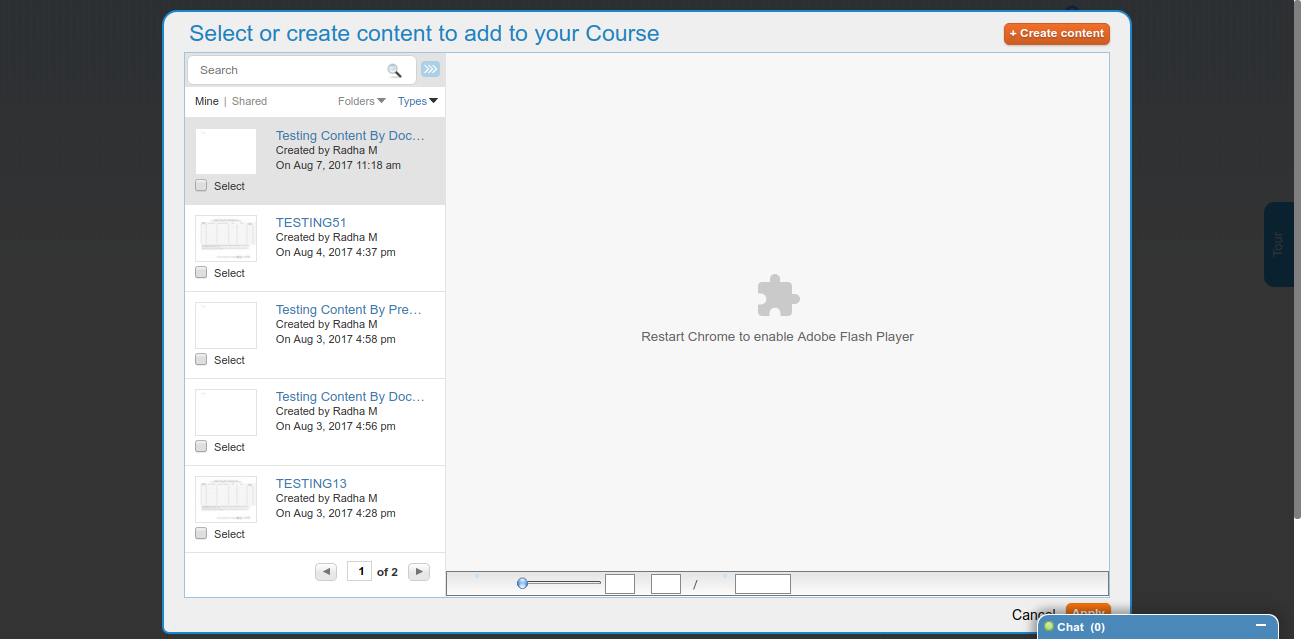 Select or create content to add to your Course
+ Create content
Search
Mine | Shared
Folders
Types
Testing Content By Doc…
Created by Radha M
On Aug 7, 2017 11:18 am
Select
TESTING51
Created by Radha M
On Aug 4, 2017 4:37 pm
Select
Testing Content By Pre…
Created by Radha M
On Aug 3, 2017 4:58 pm
Select
Testing Content By Doc…
Created by Radha M
On Aug 3, 2017 4:56 pm
Select
TESTING13
Created by Radha M
On Aug 3, 2017 4:28 pm
Select
1 of 2
Restart Chrome to enable Adobe Flash Player
/
Tour
Cancel
Apply
Chat (0)